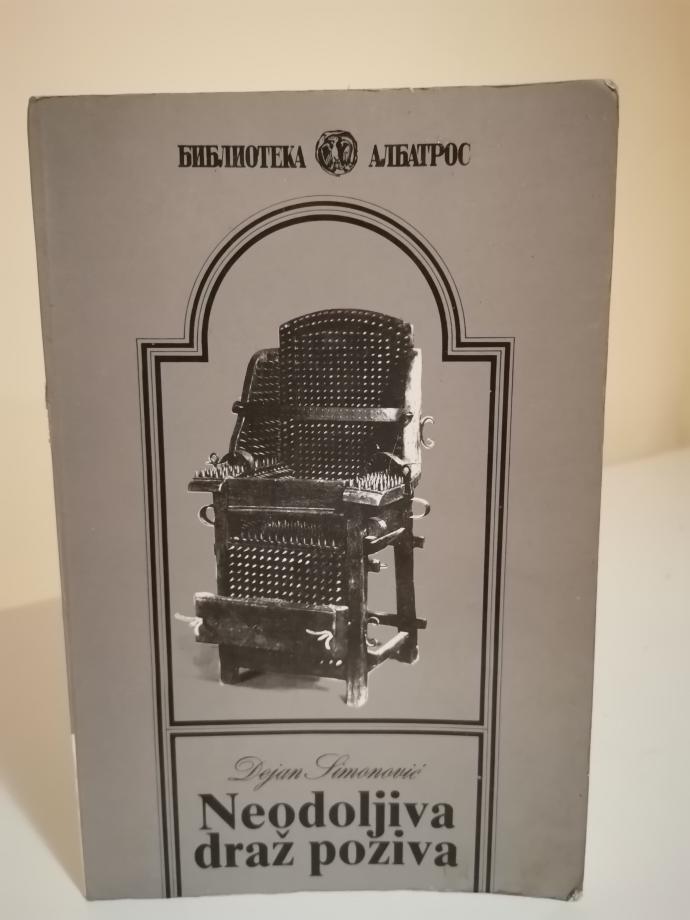 БИБЛИОТЕКА АЛБАТРОС
Dejan Simonović
Neodoljiva
draž poziva